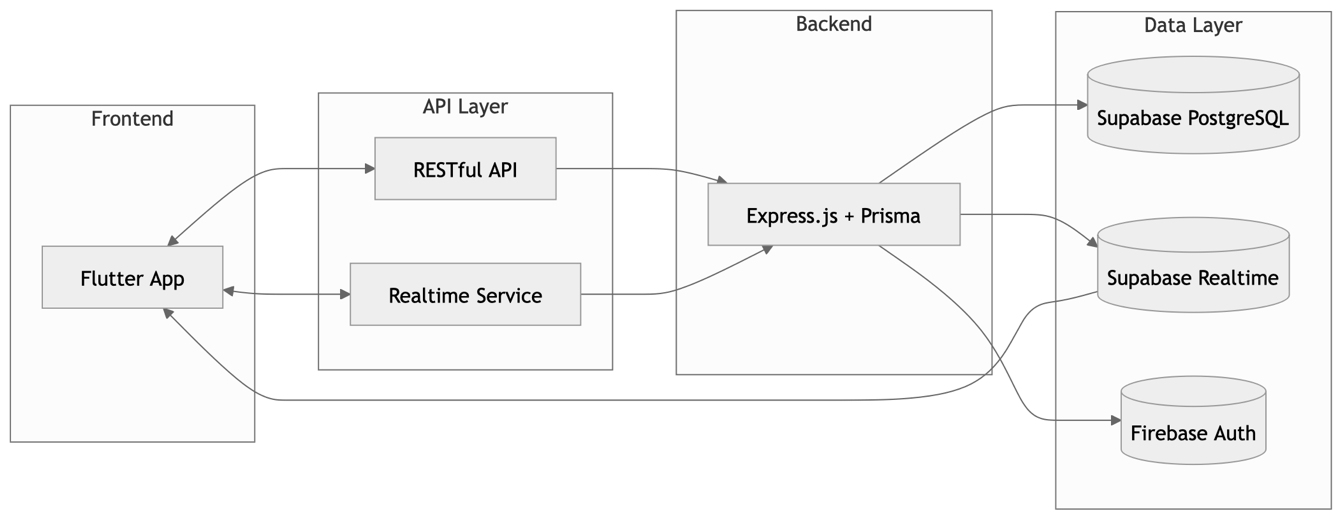 Frontend
Flutter App
API Layer
RESTful API
Realtime Service
Backend
Express.js + Prisma
Data Layer
Supabase PostgreSQL
Supabase Realtime
Firebase Auth